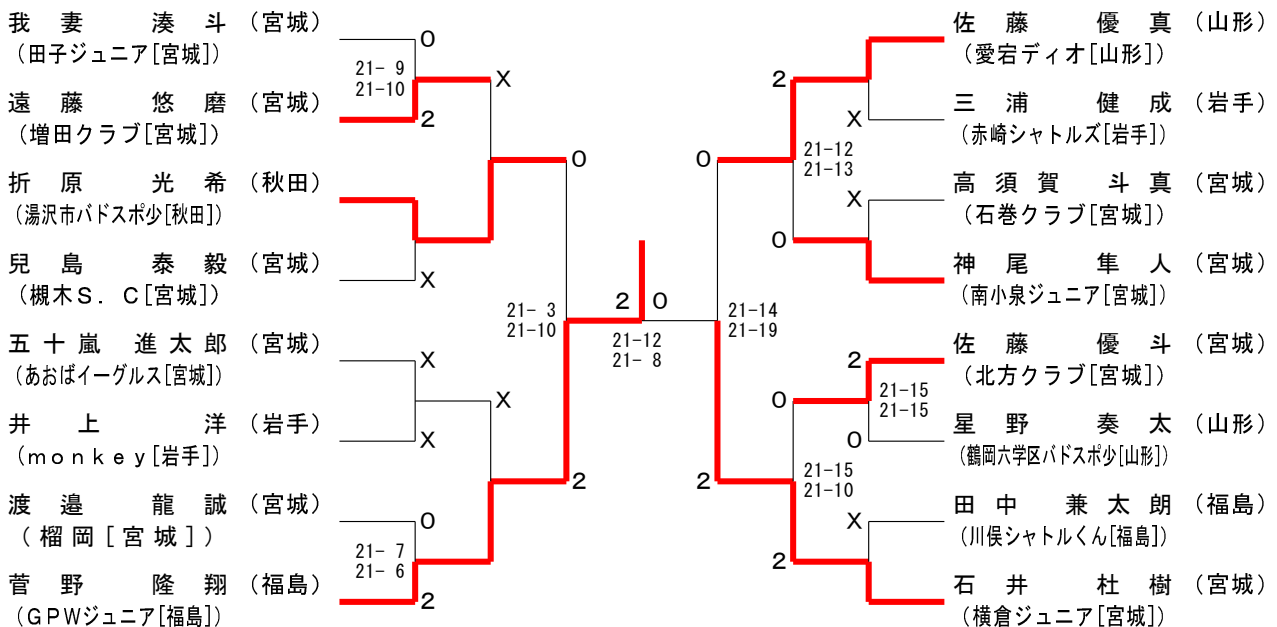 我妻 湊斗 (宮城)
(田子ジュニア[宮城])
遠藤 悠磨 (宮城)
(増田クラブ[宮城])
折原 光希 (秋田)
(湯沢市バドスポ少[秋田])
兒島 泰毅 (宮城)
(槻木S．C[宮城])
五十嵐 進太郎 (宮城)
(あおばイーグルス[宮城])
井上 洋 (岩手)
(monkey[岩手])
渡邉 龍誠 (宮城)
(榴岡[宮城])
菅野 隆翔 (福島)
(GPWジュニア[福島])
0
21- 9
21-10
X
2
0
X
21- 3
21-10
X
X
X
0
21- 7
21- 6
2
2
2 0
21-12
21- 8
佐藤 優真 (山形)
(愛宕ディオ[山形])
三浦 健成 (岩手)
(赤崎シャトルズ[岩手])
高須賀 斗真 (宮城)
(石巻クラブ[宮城])
神尾 隼人 (宮城)
(南小泉ジュニア[宮城])
佐藤 優斗 (宮城)
(北方クラブ[宮城])
星野 奏太 (山形)
(鶴岡六学区バドスポ少[山形])
田中 兼太朗 (福島)
(川俣シャトルくん[福島])
石井 杜樹 (宮城)
(横倉ジュニア[宮城])
2
X
21-12
21-13
0
X
0
21-14
21-19
2
21-15
21-15
0
0
21-15
21-10
2
X
2